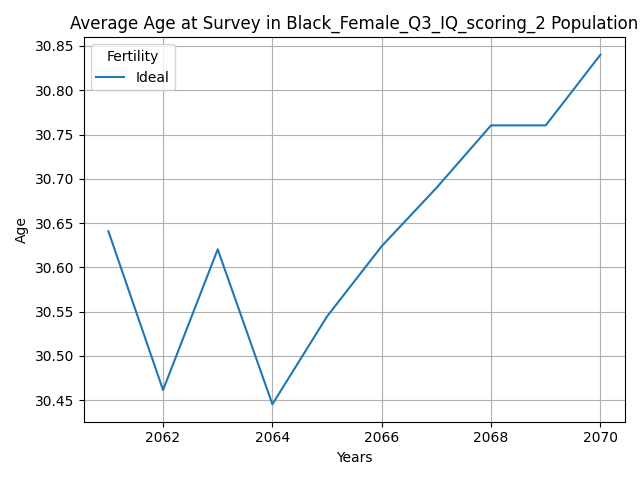 Average Age at Survey in Black_Female_Q3_IQ_scoring_2 Population
Fertility
Ideal
30.85
30.80
30.75
30.70
30.65
30.60
30.55
30.50
30.45
Age
2062 2064 2066 2068 2070
Years